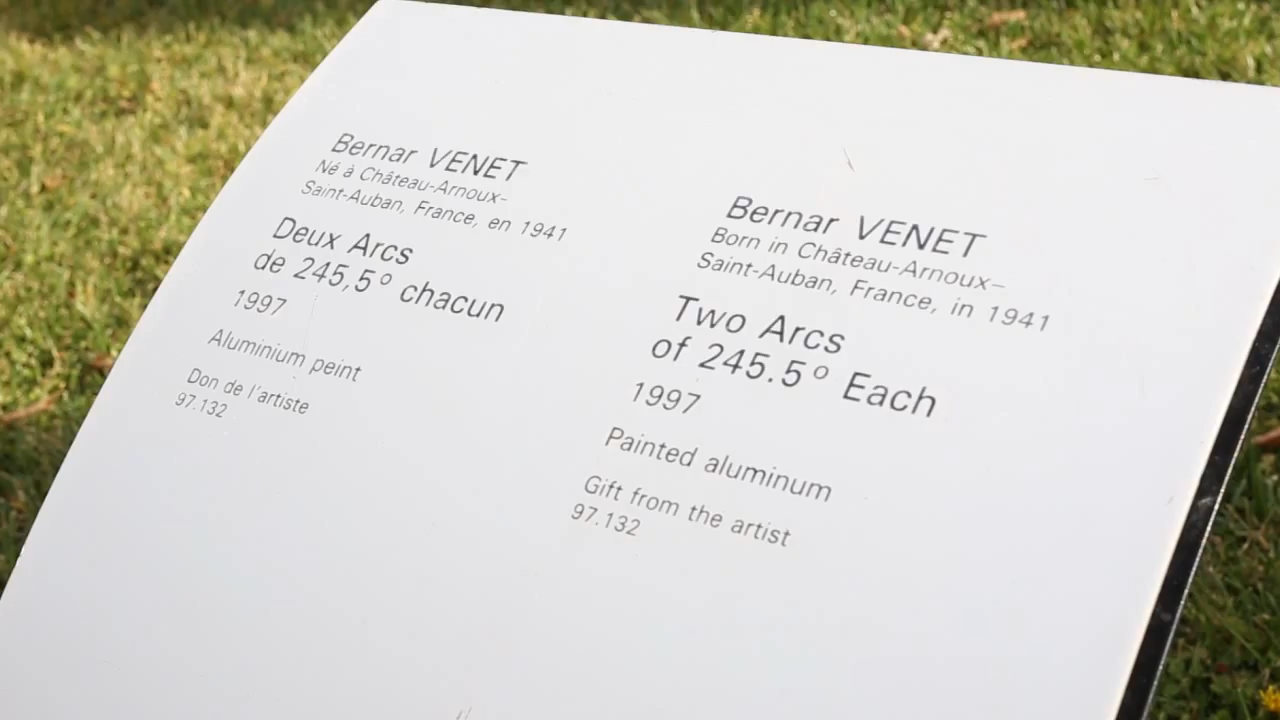 Bernar VENET
Né à Château-Arnoux–
Saint-Auban, France, en 1941
Deux Arcs
de 245,5° chacun
1997
Aluminium peint
Don de l'artiste
97.132
Bernar VENET
Born in Château-Arnoux–
Saint-Auban, France, in 1941
Two Arcs
of 245.5° Each
1997
Painted aluminum
Gift from the artist
97.132